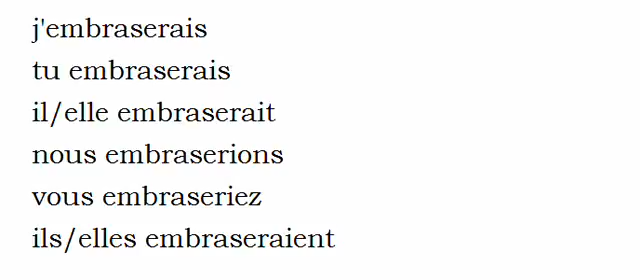 j'embraserais
tu embraserais
il/elle embraserait
nous embraserions
vous embraseriez
ils/elles embraseraient